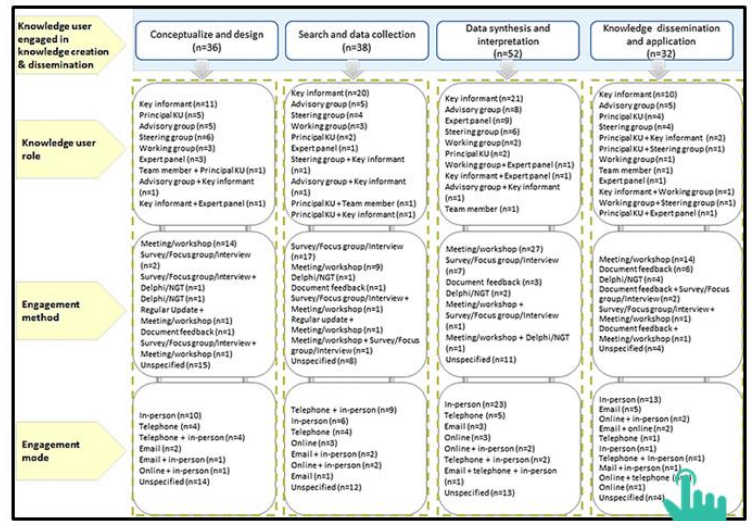 Knowledge user
engaged in
knowledge creation
& dissemination
Conceptualize and design
(n=36)
Search and data collection
(n=38)
Data synthesis and
interpretation
(n=52)
Knowledge dissemination
and application
(n=32)
Knowledge user
role
Key informant (n=11)
Principal KU (n=5)
Advisory group (n=5)
Steering group (n=6)
Working group (n=3)
Expert panel (n=3)
Team member + Principal KU (n=1)
Advisory group + Key informant
(n=1)
Key informant + Expert panel (n=1)
Key informant (n=20)
Advisory group (n=5)
Steering group (n=4
Working group (n=3)
Principal KU (n=2)
Expert panel (n=1)
Steering group + Key informant
(n=1)
Advisory group + Key informant
(n=1)
Principal KU + Team member (n=1)
Principal KU + Key informant (n=1)
Key informant (n=21)
Advisory group (n=8)
Expert panel (n=9)
Steering group (n=6)
Working group (n=2)
Principal KU (n=2)
Working group + Expert panel (n=1)
Key informant + Expert panel (n=1)
Advisory group + Key informant
(n=1)
Team member (n=1)
Key informant (n=10)
Advisory group (n=5)
Principal KU (n=4)
Steering group (n=4)
Principal KU + Key informant (n=2)
Principal KU + Steering group (n=1)
Working group (n=1)
Team member (n=1)
Expert panel (n=1)
Key informant + Working group (n=1)
Working group + Steering group (n=1)
Principal KU + Expert panel (n=1)
Engagement
method
Meeting/workshop (n=14)
Survey/Focus group/Interview
(n=2)
Survey/Focus group/Interview +
Delphi/NGT (n=1)
Delphi/NGT (n=1)
Regular Update +
Meeting/workshop (n=1)
Document feedback (n=1)
Survey/Focus group/Interview +
Meeting/workshop (n=1)
Unspecified (n=15)
Survey/Focus group/Interview
(n=17)
Meeting/workshop (n=9)
Delphi/NGT (n=1)
Document feedback (n=1)
Survey/Focus group/Interview +
Meeting/workshop (n=1)
Regular update +
Meeting/workshop (n=1)
Meeting/workshop + Survey/Focus
group/Interview (n=1)
Unspecified (n=8)
Meeting/workshop (n=27)
Survey/Focus group/Interview
(n=7)
Document feedback (n=3)
Delphi/NGT (n=2)
Meeting/workshop +
Survey/Focus group/Interview
(n=1)
Meeting/workshop + Delphi/NGT
(n=1)
Unspecified (n=11)
Meeting/workshop (n=14)
Document feedback (n=6)
Delphi/NGT (n=4)
Document feedback + Survey/Focus
group/Interview (n=2)
Survey/Focus group/Interview +
Meeting/workshop (n=1)
Document feedback +
Meeting/workshop (n=1)
Unspecified (n=4)
Engagement
mode
In-person (n=10)
Telephone (n=4)
Telephone + in-person (n=4)
Email (n=2)
Email + in-person (n=1)
Online + in-person (n=1)
Unspecified (n=14)
Telephone + in-person (n=9)
In-person (n=6)
Telephone (n=4)
Online (n=3)
Email + in-person (n=2)
Online + in-person (n=2)
Email (n=1)
Unspecified (n=12)
In-person (n=23)
Telephone (n=5)
Email (n=3)
Online (n=3)
Online + in-person (n=2)
Telephone + in-person (n=2)
Email + telephone + in-person
(n=1)
Unspecified (n=13)
In-person (n=13)
Email (n=5)
Online + in-person (n=2)
Email + online (n=2)
Telephone (n=1)
In-person (n=1)
Telephone + In-person (n=1)
Mail + in-person (n=1)
Online + telephone
Online (n=1)
Unspecified (n=4)